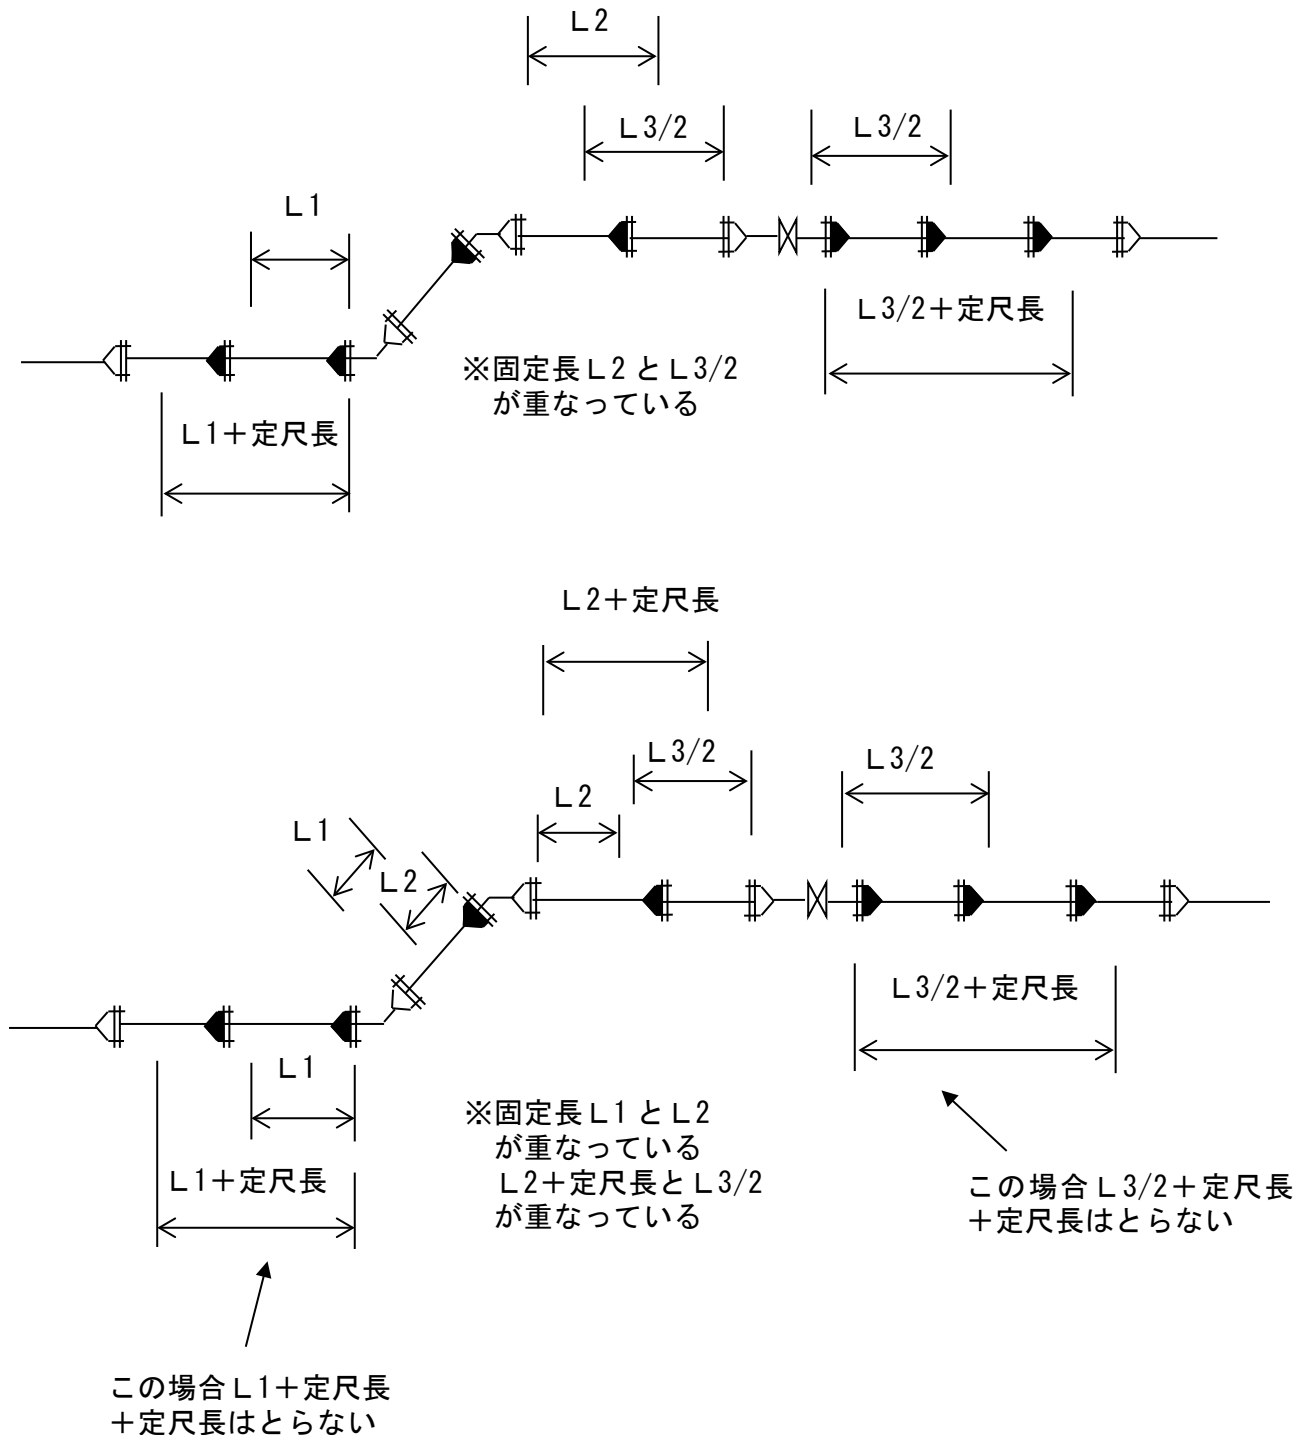 L2
L3/2
L3/2
L1
L3/2+定尺長
※固定長L2とL3/2
が重なっている
L1+定尺長
L2+定尺長
L3/2
L3/2
L2
L1
L2
L3/2+定尺長
L1
※固定長L1とL2
が重なっている
L2+定尺長とL3/2
が重なっている
L1+定尺長
この場合L3/2+定尺長
+定尺長はとらない
この場合L1+定尺長
+定尺長はとらない